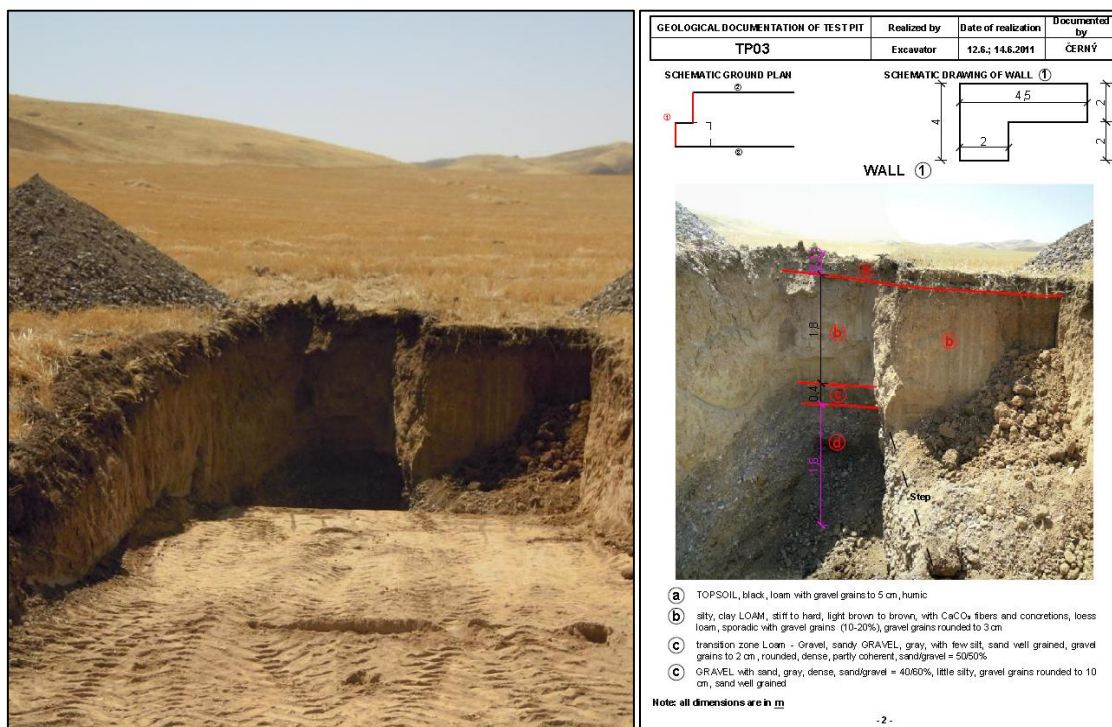 GEOLOGICAL DOCUMENTATION OF TEST PIT
Realized by
Date of realization
Documented by
TP03
Excavator
12.6.; 14.6.2011
ČERNÝ
SCHEMATIC GROUND PLAN
SCHEMATIC DRAWING OF WALL ①
②
①
②
4,5
4
2
2
2
WALL ①
a
b
b
1,8
0,4
c
d
1,8
Step
ⓐ TOPSOIL, black, loam with gravel grains to 5 cm, humic
ⓑ silty, clay LOAM, stiff to hard, light brown to brown, with CaCO₃ fibers and concretions, loess
loam, sporadic with gravel grains (10-20%), gravel grains rounded to 3 cm
ⓒ transition zone Loam - Gravel, sandy GRAVEL, gray, with few silt, sand well grained, gravel
grains to 2 cm, rounded, dense, partly coherent, sand/gravel = 50/50%
ⓒ GRAVEL with sand, gray, dense, sand/gravel = 40/60%, little silty, gravel grains rounded to 10
cm, sand well grained
Note: all dimensions are in m
- 2 -